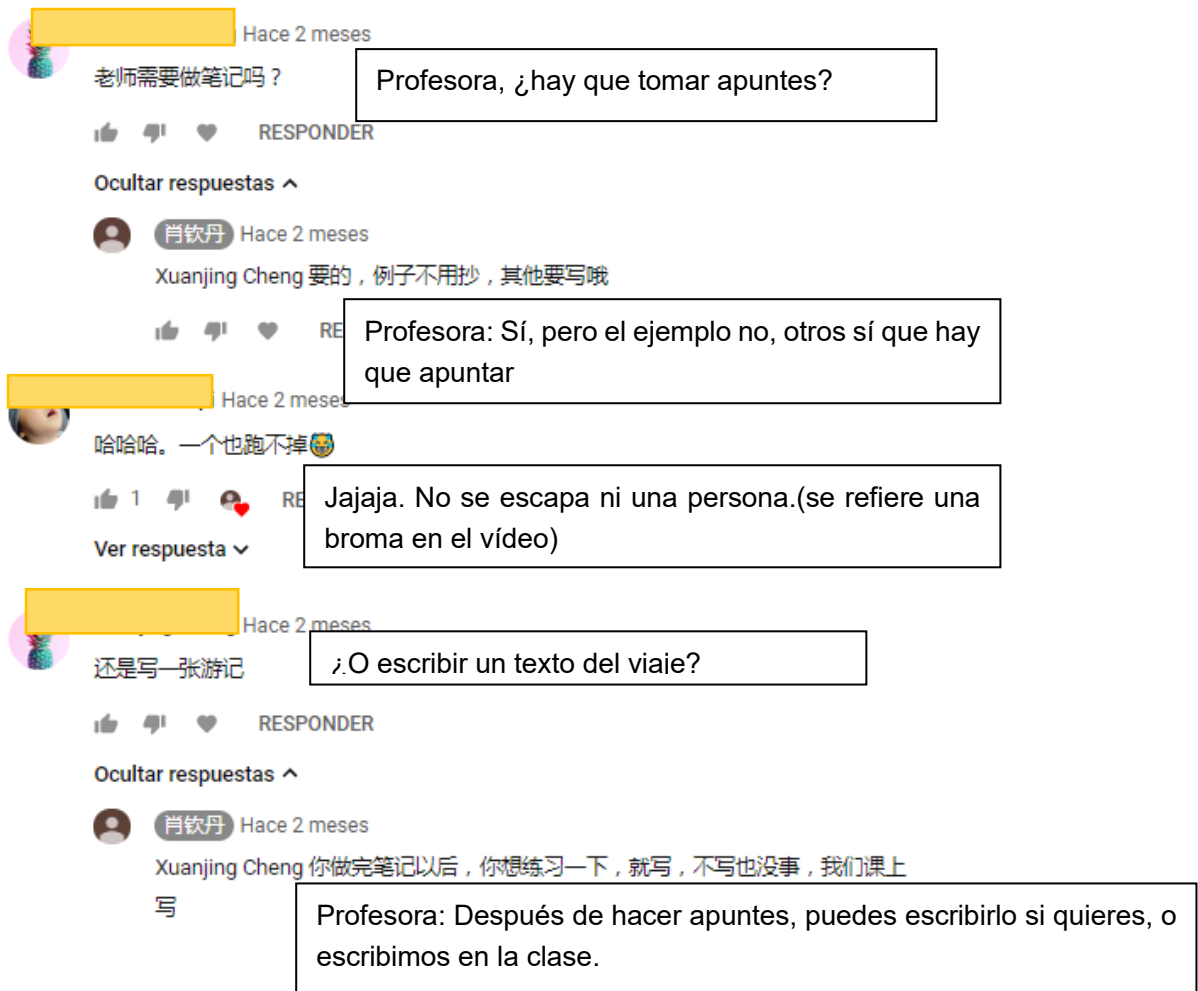 Hace 2 meses
老师需要做笔记吗？
Profesora, ¿hay que tomar apuntes?
RESPONDER
Ocultar respuestas
肖钦丹 Hace 2 meses
Xuanjing Cheng 要的，例子不用抄，其他要写哦
RE
Profesora: Sí, pero el ejemplo no, otros sí que hay
que apuntar
Hace 2 meses
哈哈哈。一个也跑不掉
1 RE
Jajaja. No se escapa ni una persona.(se refiere una
broma en el vídeo)
Ver respuesta
Hace 2 meses
还是写一张游记
¿O escribir un texto del viaje?
RESPONDER
Ocultar respuestas
肖钦丹 Hace 2 meses
Xuanjing Cheng 你做完笔记以后，你想练习一下，就写，不写也没事，我们课上
写
Profesora: Después de hacer apuntes, puedes escribirlo si quieres, o
escribimos en la clase.